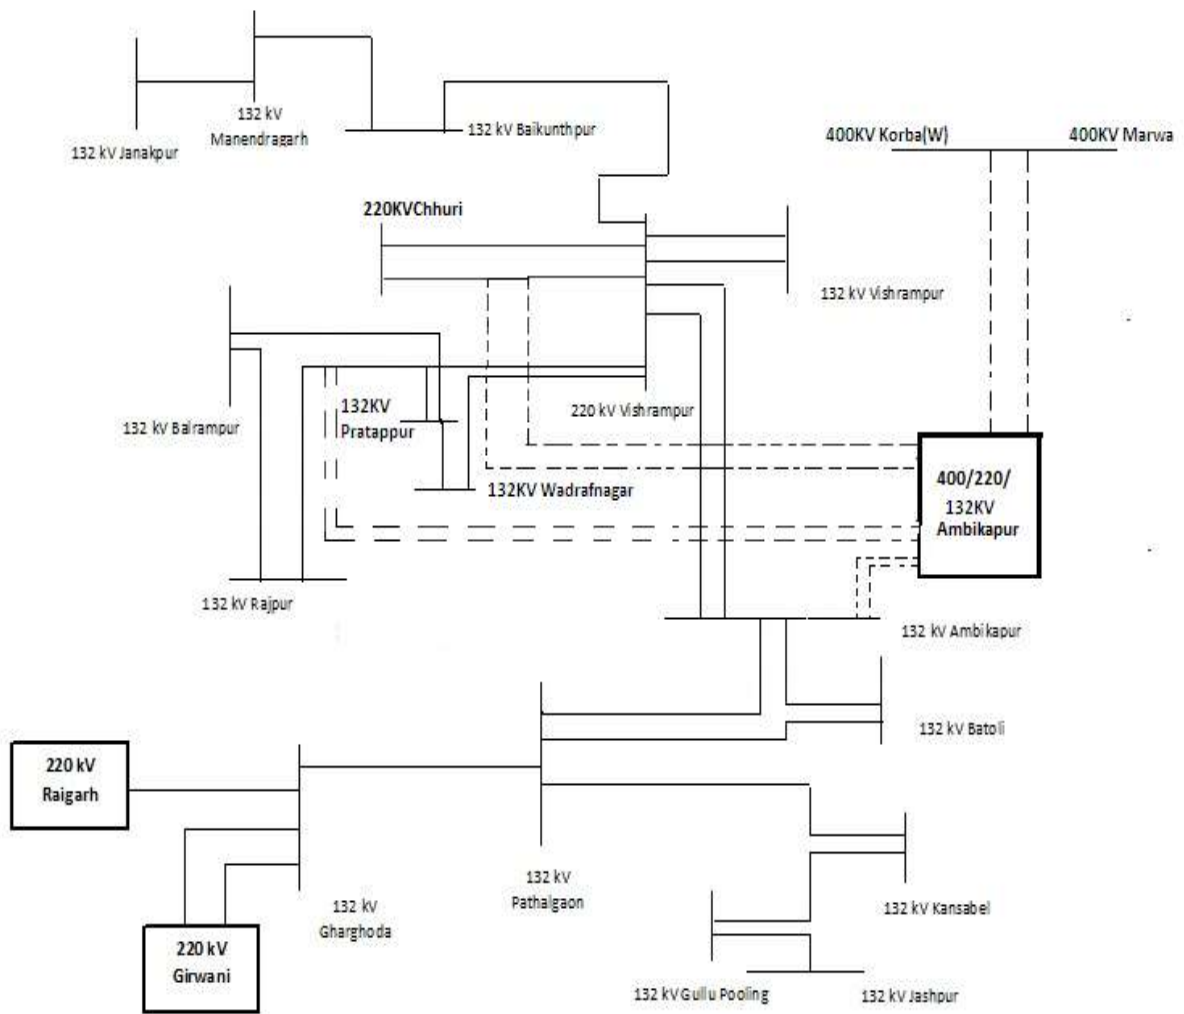 132 kV
Manendragarh
132 kV Janakpur
132 kV Baikunthpur
400KV Korba(W)
400KV Marwa
220KVChhuri
132 kV Vishrampur
132 kV Balrampur
132KV
Pratappur
220 kV Vishrampur
132KV Wadrafnagar
400/220/
132KV
Ambikapur
132 kV Rajpur
132 kV Ambikapur
132 kV Batoli
220 kV
Raigarh
132 kV
Pathalgaon
132 kV
Gharghoda
132 kV Kansabel
220 kV
Girwani
132 kV Gullu Pooling
132 kV Jashpur